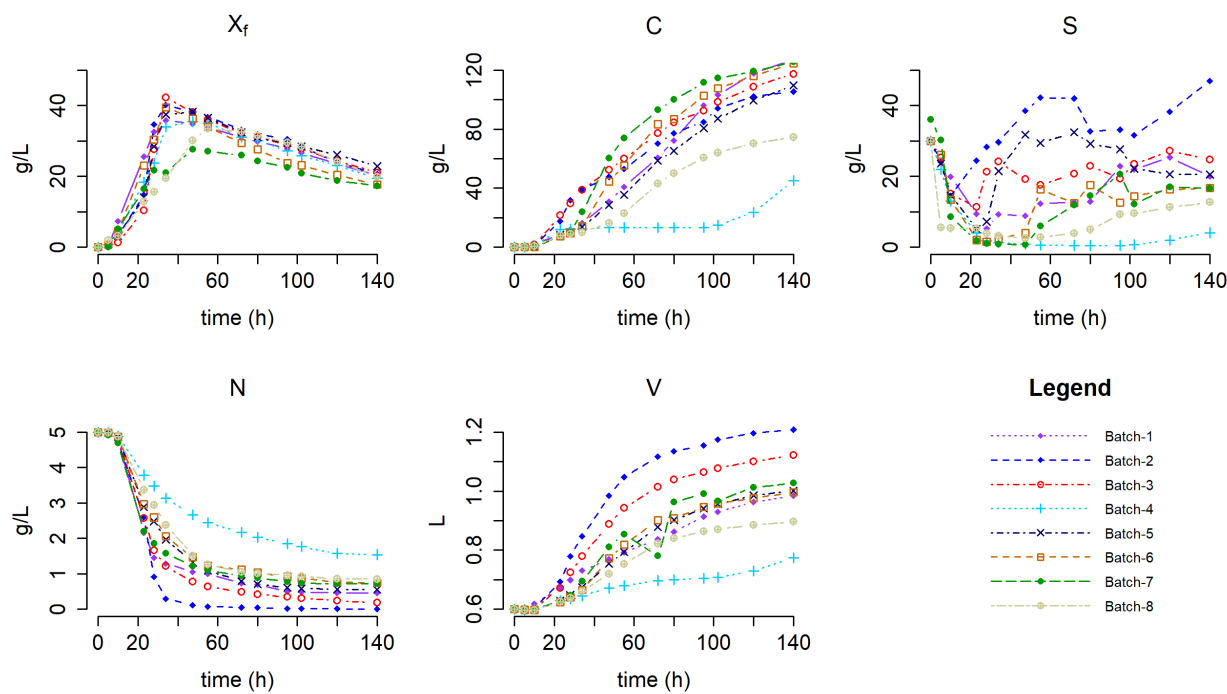 X_f
g/L
0 20 40
0 20 60 100 140
time (h)
C
g/L
0 40 80 120
0 20 60 100 140
time (h)
S
g/L
0 20 40
0 20 60 100 140
time (h)
N
g/L
0 1 2 3 4 5
0 20 60 100 140
time (h)
V
L
0.6 0.8 1.0 1.2
0 20 60 100 140
time (h)
Legend
Batch-1
Batch-2
Batch-3
Batch-4
Batch-5
Batch-6
Batch-7
Batch-8